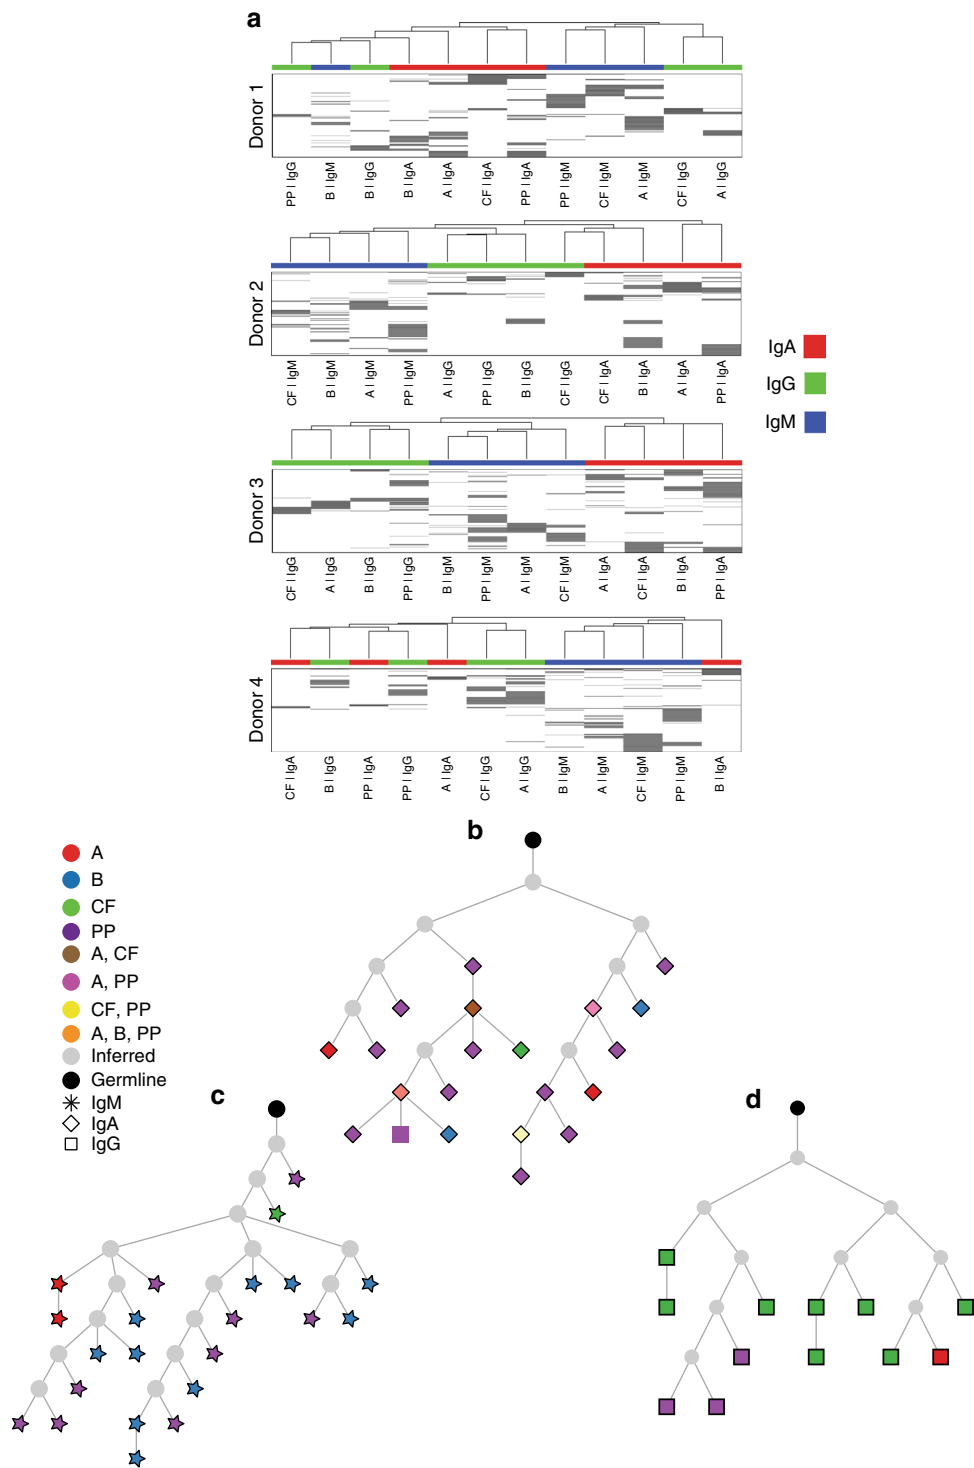 a
Donor 1
PP | IgG
B | IgM
B | IgG
B | IgA
A | IgA
CF | IgA
PP | IgA
PP | IgM
CF | IgM
A | IgM
CF | IgG
A | IgG
Donor 2
CF | IgM
B | IgM
A | IgM
PP | IgM
A | IgG
PP | IgG
B | IgG
CF | IgG
CF | IgA
B | IgA
A | IgA
PP | IgA
IgA
IgG
IgM
Donor 3
CF | IgG
A | IgG
B | IgG
PP | IgG
B | IgM
PP | IgM
A | IgM
CF | IgM
A | IgA
CF | IgA
B | IgA
PP | IgA
Donor 4
CF | IgA
B | IgG
PP | IgA
PP | IgG
A | IgA
CF | IgG
A | IgG
B | IgM
A | IgM
CF | IgM
PP | IgM
B | IgA
b
A
B
CF
PP
A, CF
A, PP
CF, PP
A, B, PP
Inferred
Germline
IgM
IgA
IgG
c
d